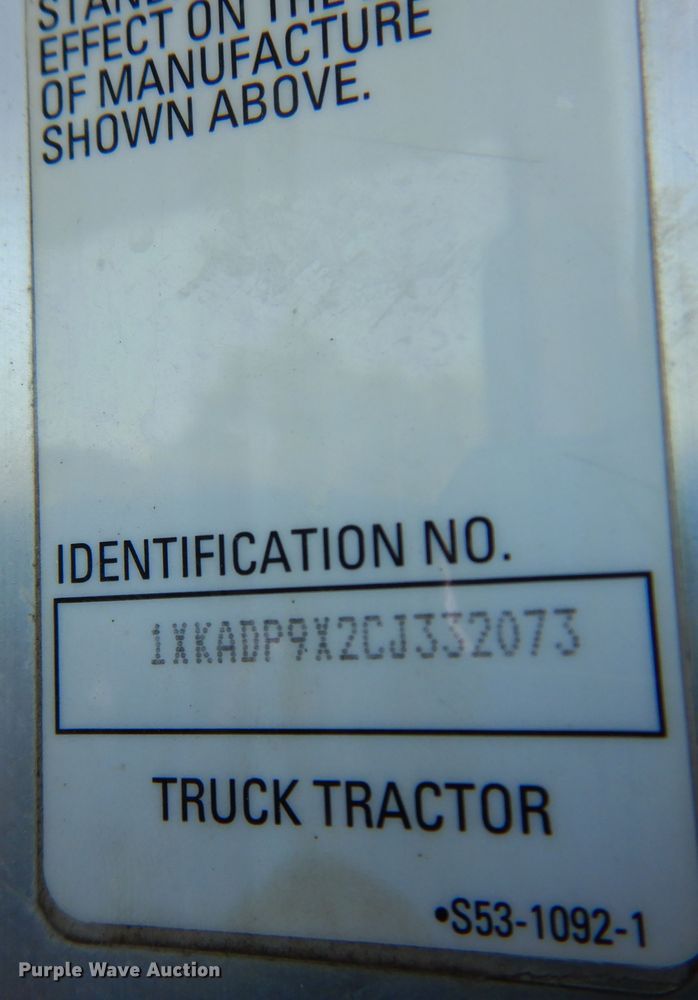 EFFECT ON THE
OF MANUFACTURE
SHOWN ABOVE.
IDENTIFICATION NO.
1XKADP9X2CJ332073
TRUCK TRACTOR
•S53-1092-1
Purple Wave Auction